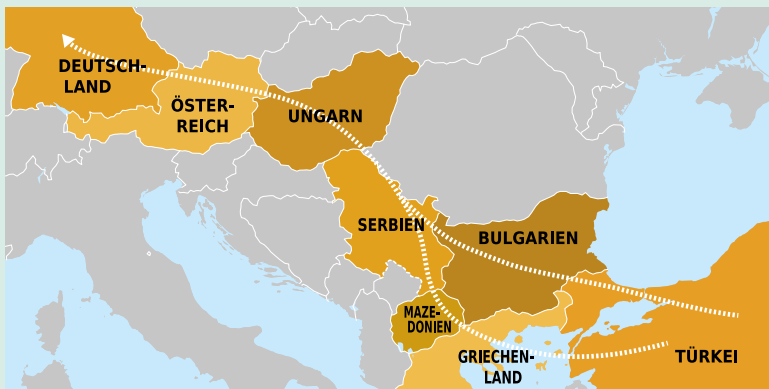 DEUTSCH-
LAND
ÖSTER-
REICH
UNGARN
SERBIEN
BULGARIEN
MAZE-
DONIEN
GRIECHEN-
LAND
TÜRKEI